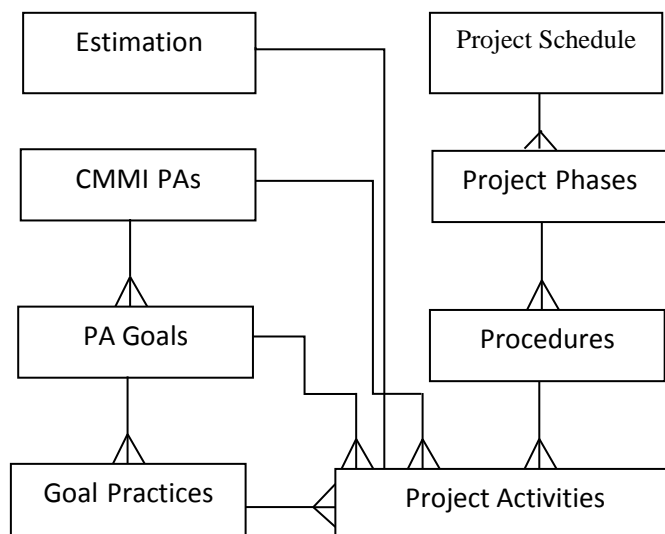 Estimation
Project Schedule
CMMI PAs
Project Phases
PA Goals
Procedures
Goal Practices
Project Activities